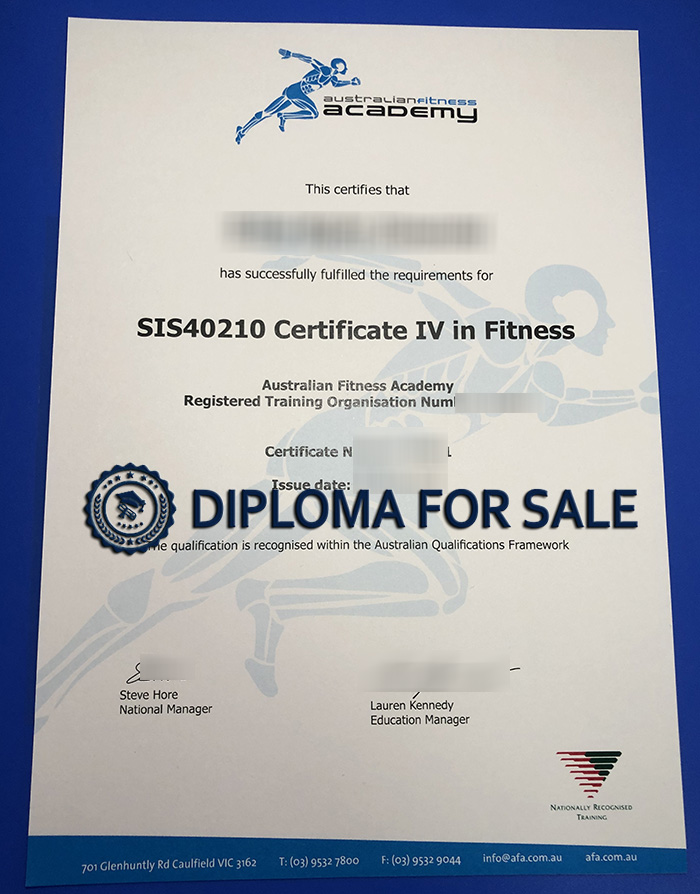 australianfitness
academy
This certifies that
has successfully fulfilled the requirements for
SIS40210 Certificate IV in Fitness
Australian Fitness Academy
Registered Training Organisation
Certificate
1
Issue date:
DIPLOMA FOR SALE
qualification is recognised within the Australian Qualifications Framework
Steve Hore
National Manager
Lauren Kennedy
Education Manager
Nationally Recognised
Training
701 Glenhuntly Rd Caulfield VIC 3162 T: (03) 9532 7800 F: (03) 9532 9044 info@afa.com.au afa.com.au